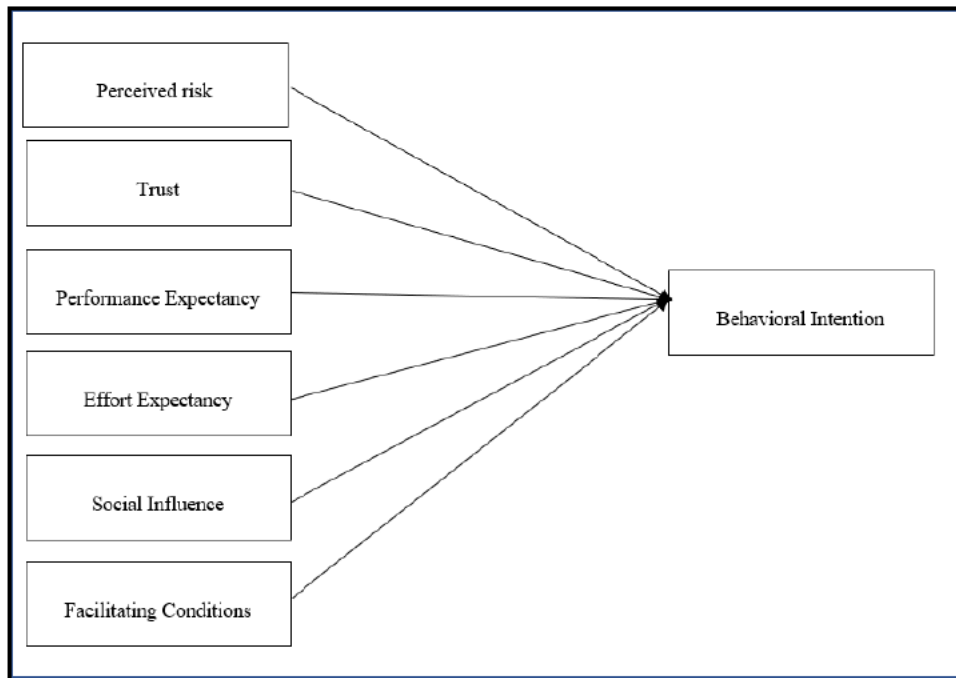 Perceived risk
Trust
Performance Expectancy
Effort Expectancy
Social Influence
Facilitating Conditions
Behavioral Intention